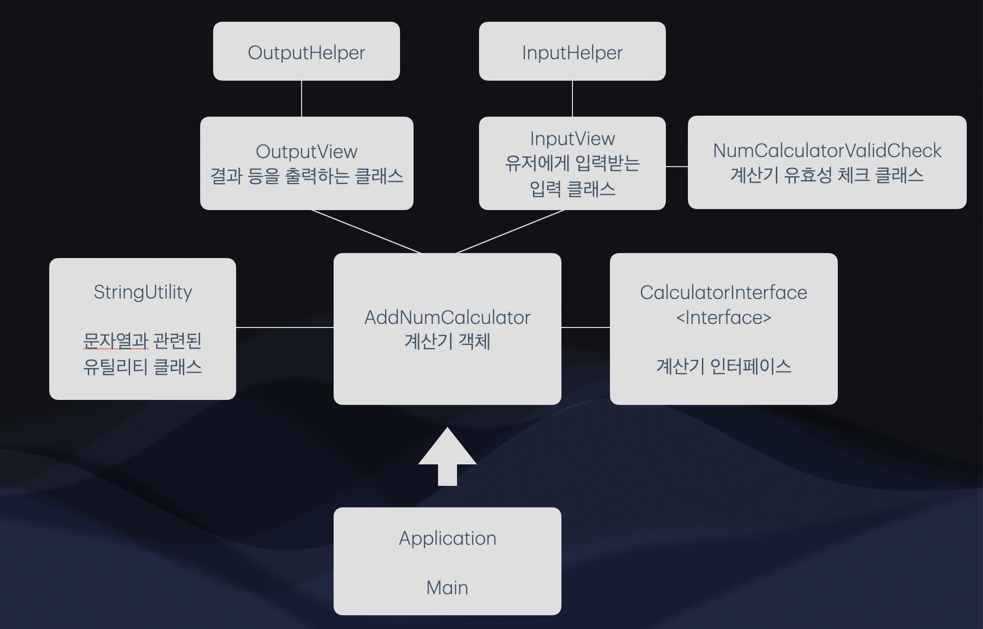 OutputHelper
InputHelper
OutputView
결과 등을 출력하는 클래스
InputView
유저에게 입력받는
입력 클래스
NumCalculatorValidCheck
계산기 유효성 체크 클래스
StringUtility
문자열과 관련된
유틸리티 클래스
AddNumCalculator
계산기 객체
CalculatorInterface
<Interface>
계산기 인터페이스
Application
Main